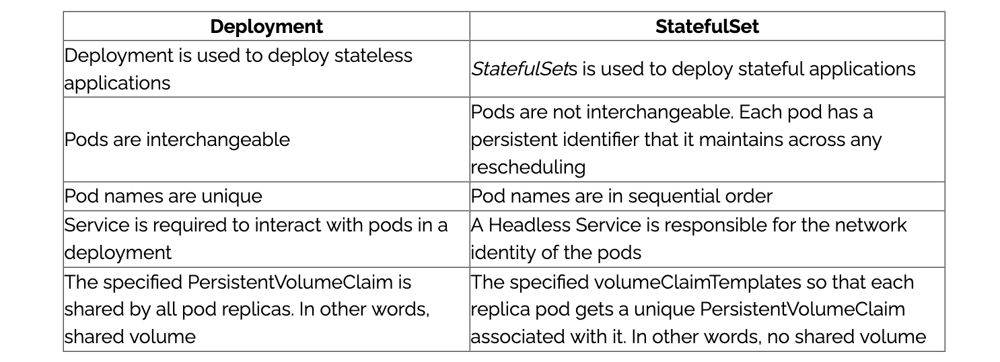 Deployment
StatefulSet
Deployment is used to deploy stateless
applications
StatefulSets is used to deploy stateful applications
Pods are interchangeable
Pods are not interchangeable. Each pod has a
persistent identifier that it maintains across any
rescheduling
Pod names are unique
Pod names are in sequential order
Service is required to interact with pods in a
deployment
A Headless Service is responsible for the network
identity of the pods
The specified PersistentVolumeClaim is
shared by all pod replicas. In other words,
shared volume
The specified volumeClaimTemplates so that each
replica pod gets a unique PersistentVolumeClaim
associated with it. In other words, no shared volume